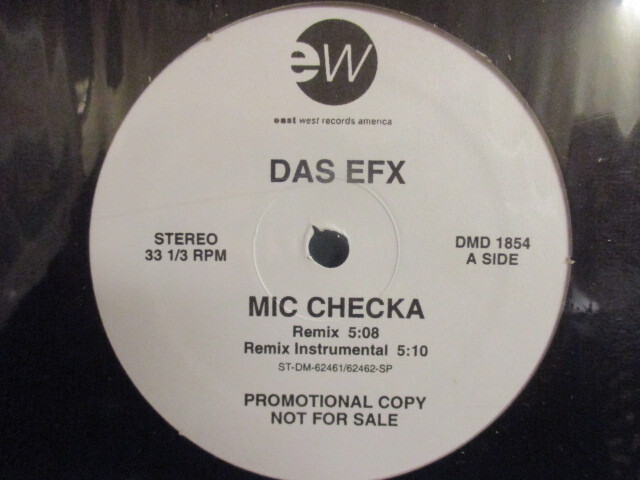 ew
east west records america
DAS EFX
STEREO
33 1/3 RPM
DMD 1854
A SIDE
MIC CHECKA
Remix 5:08
Remix Instrumental 5:10
ST-DM-62461/62462-SP
PROMOTIONAL COPY
NOT FOR SALE